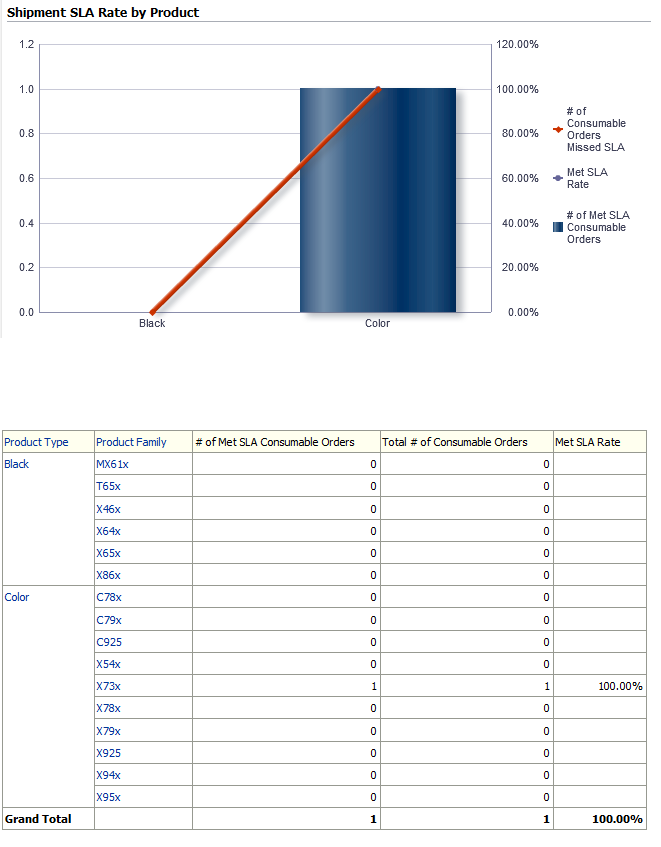 Shipment SLA Rate by Product
1.2
1.0
0.8
0.6
0.4
0.2
0.0
120.00%
100.00%
80.00%
60.00%
40.00%
20.00%
0.00%
Black Color
# of
Consumable
Orders
Missed SLA
Met SLA
Rate
# of Met SLA
Consumable
Orders
Product Type Product Family # of Met SLA Consumable Orders Total # of Consumable Orders Met SLA Rate
Black MX61x 0 0
T65x 0 0
X46x 0 0
X64x 0 0
X65x 0 0
X86x 0 0
Color C78x 0 0
C79x 0 0
C925 0 0
X54x 0 0
X73x 1 1 100.00%
X78x 0 0
X79x 0 0
X925 0 0
X94x 0 0
X95x 0 0
Grand Total 1 1 100.00%